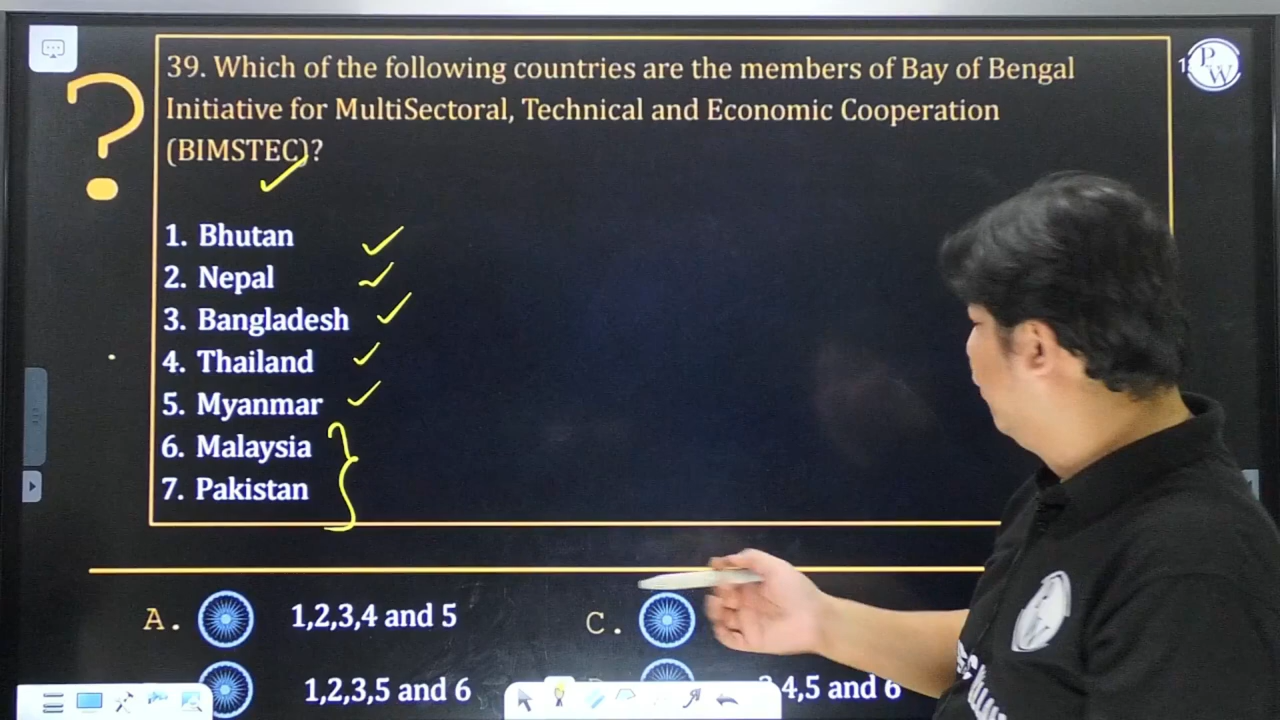 39. Which of the following countries are the members of Bay of Bengal
Initiative for MultiSectoral, Technical and Economic Cooperation
(BIMSTEC)?
1. Bhutan
2. Nepal
3. Bangladesh
4. Thailand
5. Myanmar
6. Malaysia
7. Pakistan
A. 1,2,3,4 and 5
C.
1,2,3,5 and 6
4,5 and 6
P
W